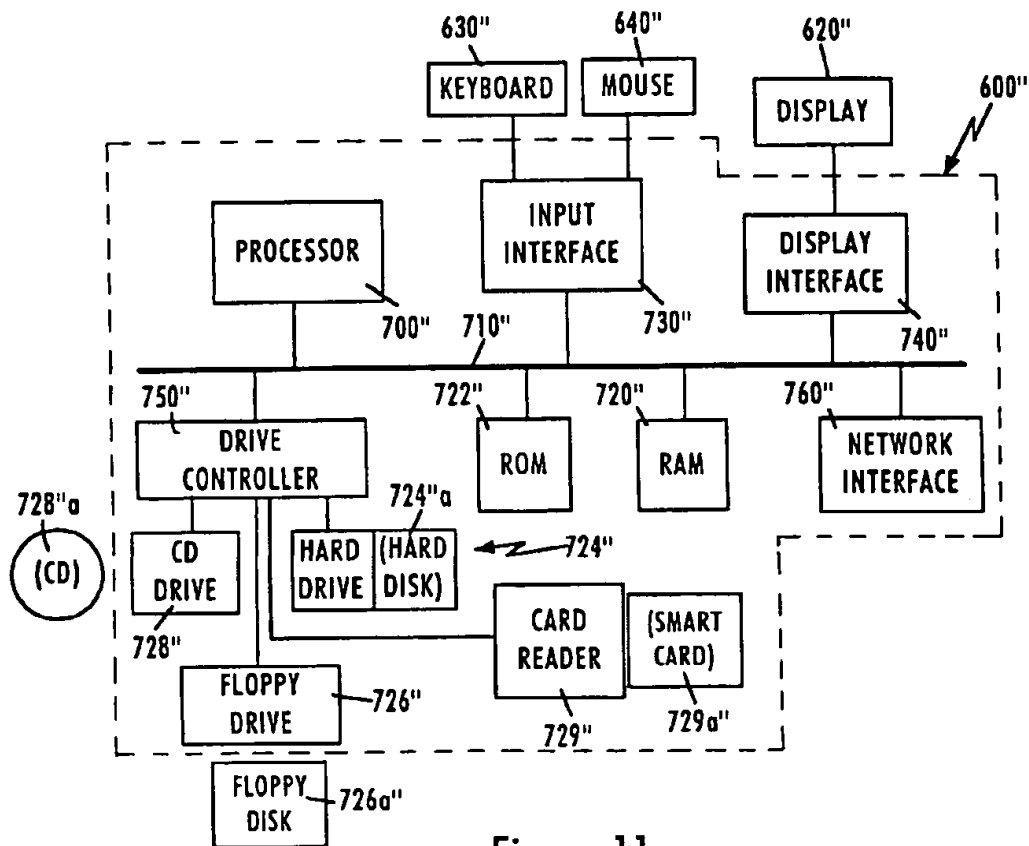 630"
640"
620"
KEYBOARD
MOUSE
DISPLAY
600"
PROCESSOR
INPUT
INTERFACE
DISPLAY
INTERFACE
700"
710"
730"
740"
750"
722"
720"
760"
DRIVE
CONTROLLER
ROM
RAM
NETWORK
INTERFACE
728"a
724"a
(CD)
CD
DRIVE
HARD
DRIVE
(HARD
DISK)
724"
728"
CARD
READER
(SMART
CARD)
FLOPPY
DRIVE
726"
729"
729a"
FLOPPY
DISK
726a"
Figure 11